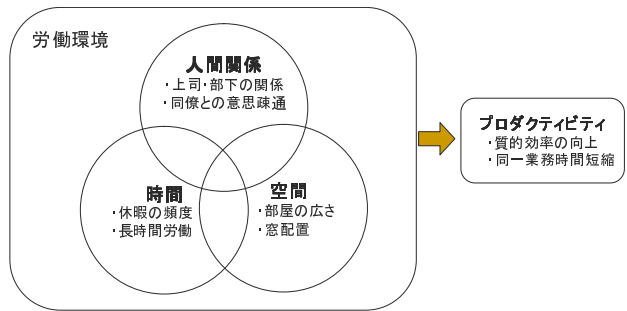 労働環境
人間関係
・上司・部下の関係
・同僚との意思疎通
時間
・休暇の頻度
・長時間労働
空間
・部屋の広さ
・窓配置
プロダクティビティ
・質的効率の向上
・同一業務時間短縮